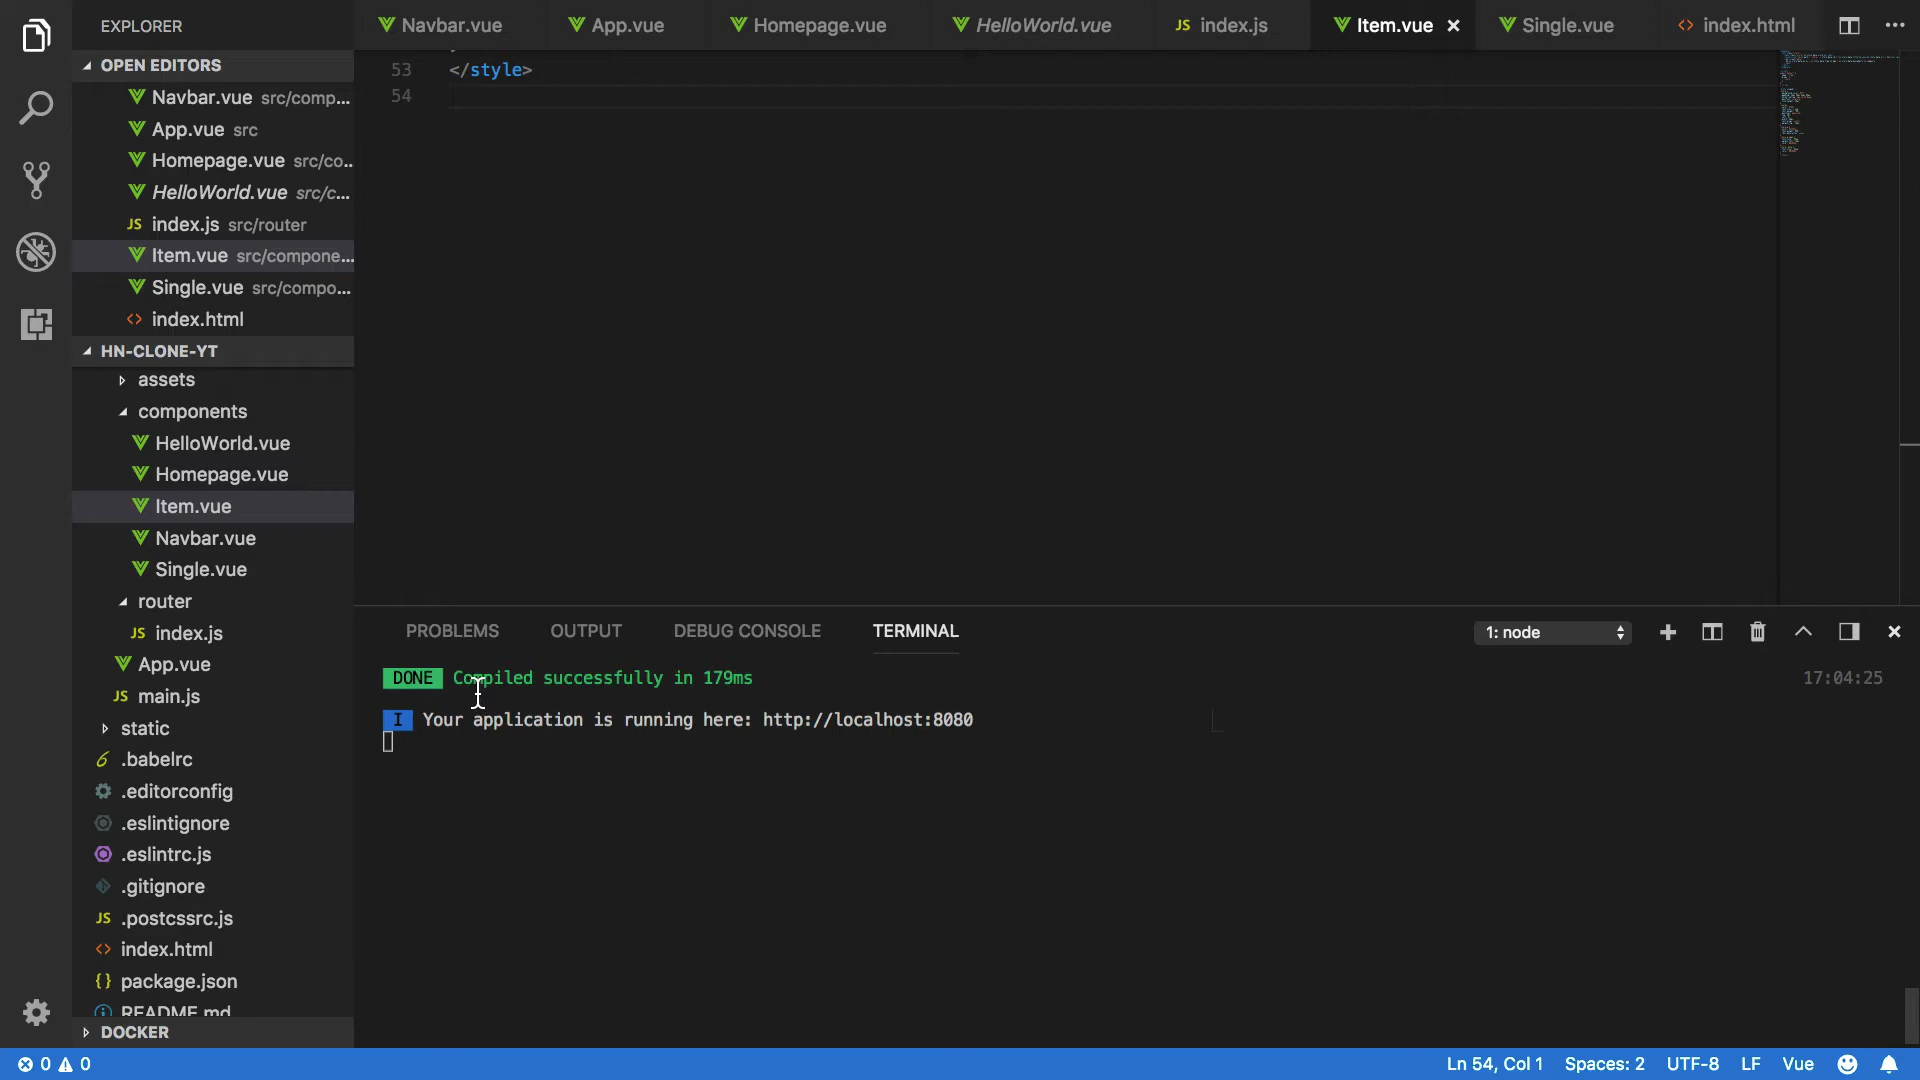 EXPLORER
OPEN EDITORS
Navbar.vue src/comp...
App.vue src
Homepage.vue src/co...
HelloWorld.vue src/c...
index.js src/router
Item.vue src/compone...
Single.vue src/compo...
index.html
HN-CLONE-YT
assets
components
HelloWorld.vue
Homepage.vue
Item.vue
Navbar.vue
Single.vue
router
JS index.js
App.vue
JS main.js
static
.babelrc
.editorconfig
.eslintignore
.eslintrc.js
.gitignore
JS .postcssrc.js
index.html
package.json
README.md
DOCKER
Navbar.vue App.vue Homepage.vue HelloWorld.vue JS index.js Item.vue Single.vue index.html
53 </style>
54
PROBLEMS OUTPUT DEBUG CONSOLE TERMINAL 1: node
DONE Compiled successfully in 179ms 17:04:25
I Your application is running here: http://localhost:8080
0 0 Ln 54, Col 1 Spaces: 2 UTF-8 LF Vue